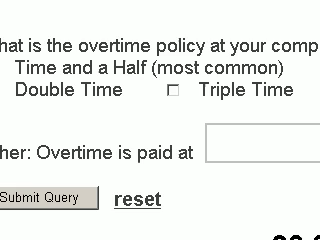 hat is the overtime policy at your comp
Time and a Half (most common)
Double Time Triple Time
her: Overtime is paid at
Submit Query reset